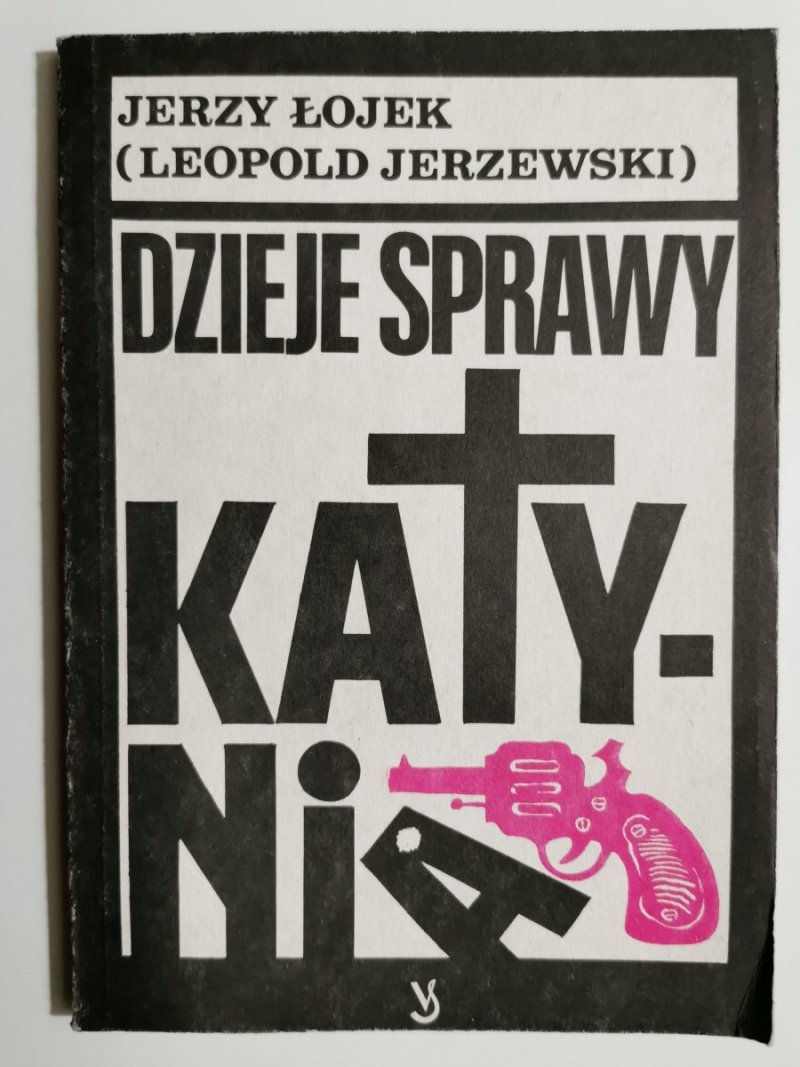 JERZY ŁOJEK
(LEOPOLD JERZEWSKI)
DZIEJE SPRAWY
KATY-
NiA